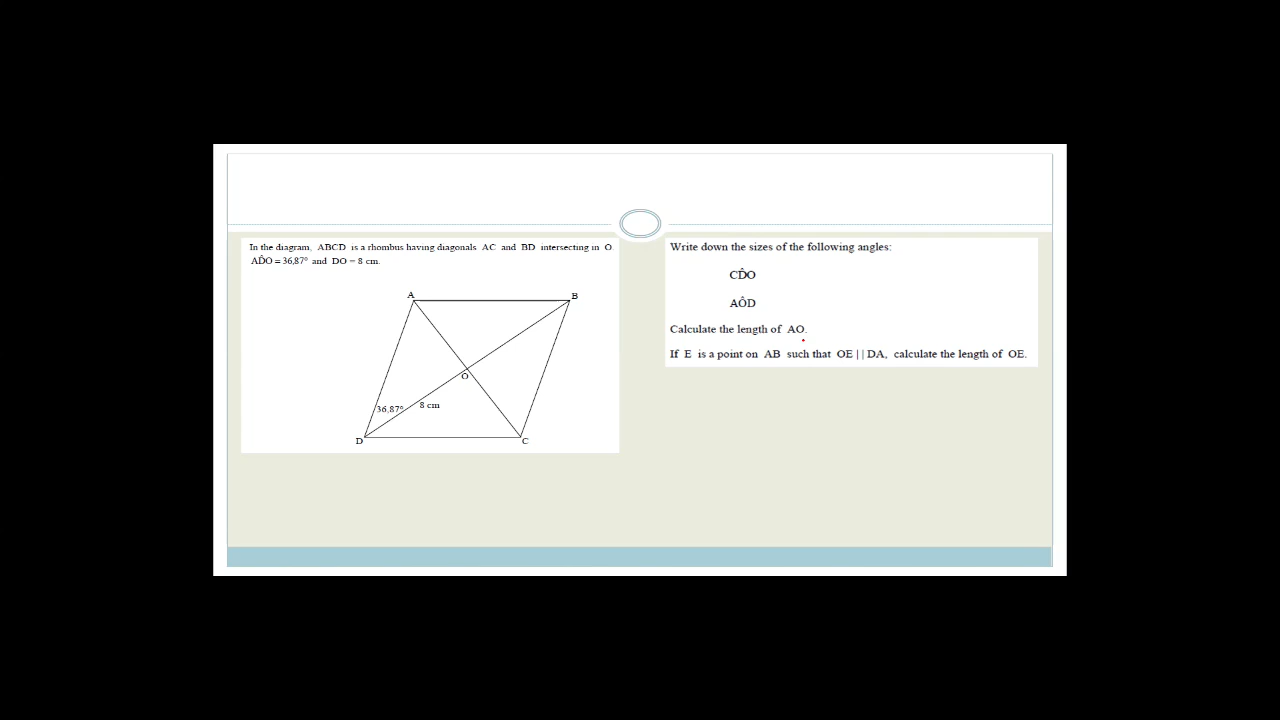 In the diagram, ABCD is a rhombus having diagonals AC and BD intersecting in O
AD̂O = 36,87° and DO = 8 cm.
A
B
O
36,87°
8 cm
D
C
Write down the sizes of the following angles:
CD̂O
AÔD
Calculate the length of AO.
If E is a point on AB such that OE || DA, calculate the length of OE.